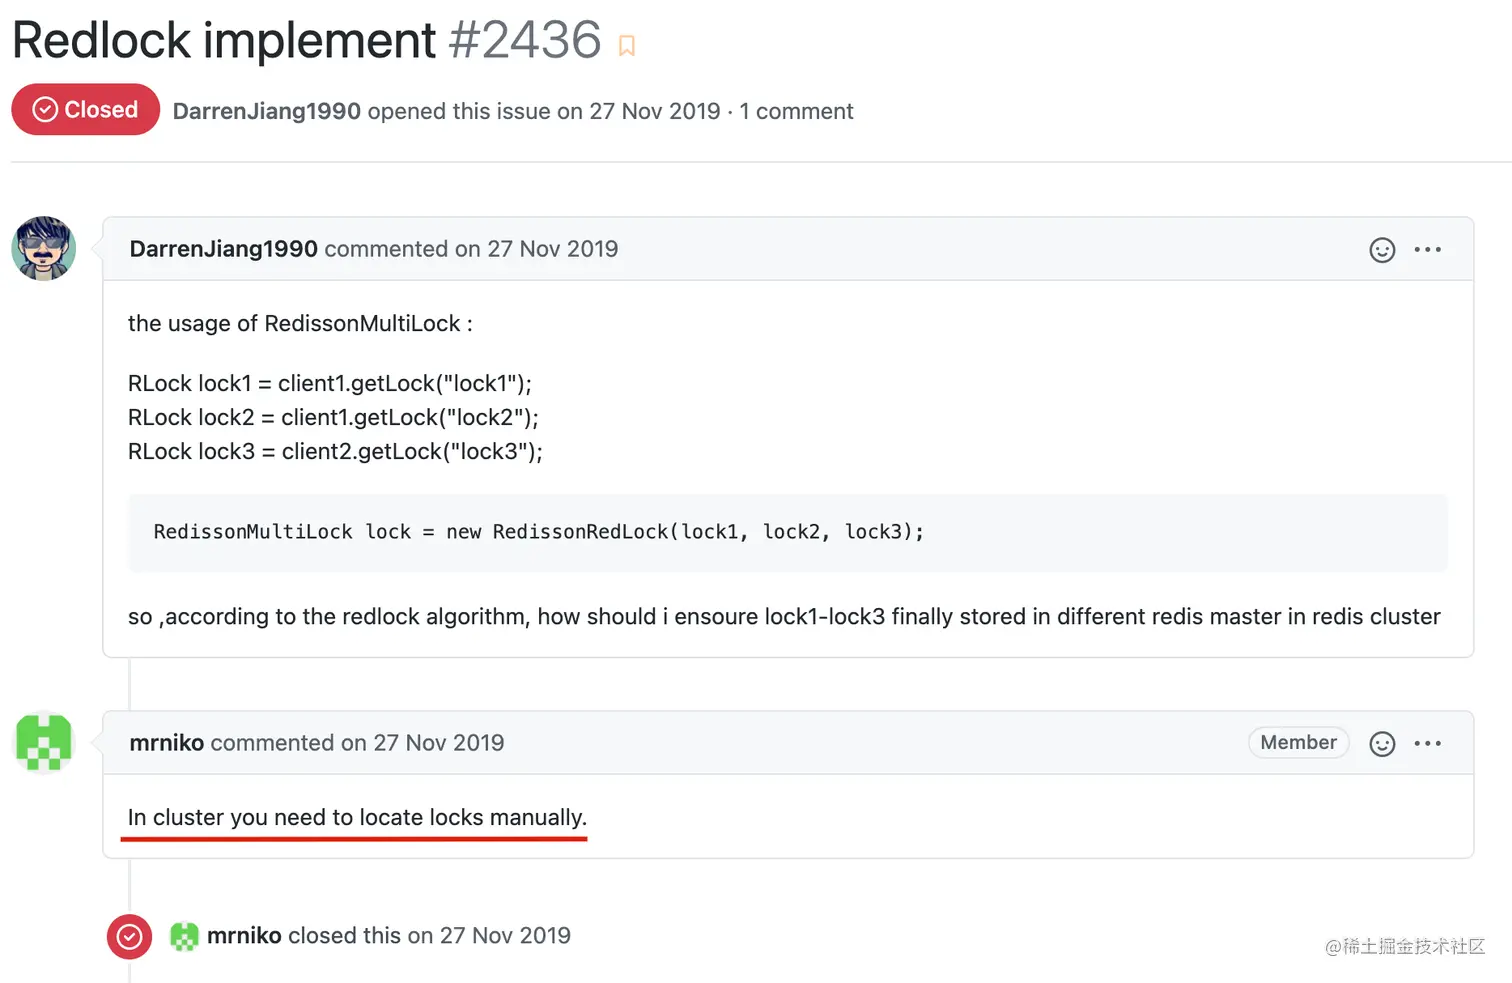 Redlock implement #2436
Closed
DarrenJiang1990 opened this issue on 27 Nov 2019 · 1 comment
DarrenJiang1990 commented on 27 Nov 2019
the usage of RedissonMultiLock :
RLock lock1 = client1.getLock("lock1");
RLock lock2 = client1.getLock("lock2");
RLock lock3 = client2.getLock("lock3");
RedissonMultiLock lock = new RedissonRedLock(lock1, lock2, lock3);
so ,according to the redlock algorithm, how should i ensoure lock1-lock3 finally stored in different redis master in redis cluster
mrniko commented on 27 Nov 2019
Member
In cluster you need to locate locks manually.
mrniko closed this on 27 Nov 2019
@稀土掘金技术社区